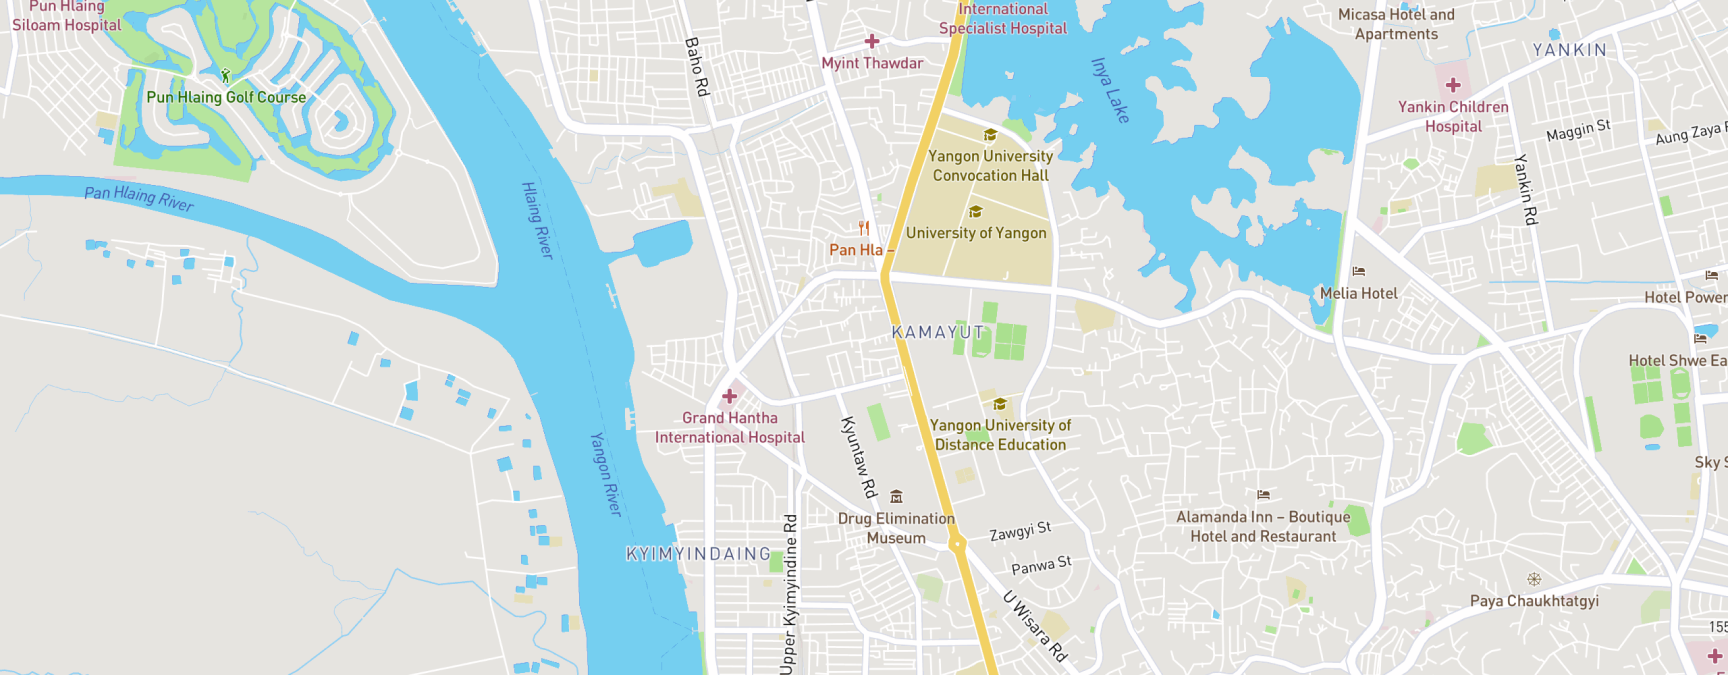 Pun Hlaing
Siloam Hospital
Pun Hlaing Golf Course
Pan Hlaing River
Hlaing River
Yangon River
Baho Rd
Myint Thawdar
International
Specialist Hospital
Inya Lake
Micasa Hotel and
Apartments
YANKIN
Yankin Children
Hospital
Maggin St
Aung Zaya
Yankin Rd
Yangon University
Convocation Hall
University of Yangon
Pan Hla –
Melia Hotel
Hotel Power
KAMAYUT
Hotel Shwe Ea
Grand Hantha
International Hospital
Kyuntaw Rd
Yangon University of
Distance Education
Sky S
Drug Elimination
Museum
Zawgyi St
Panwa St
Alamanda Inn – Boutique
Hotel and Restaurant
KYIMYINDAING
Upper Kyimyindine Rd
U Wisara Rd
Paya Chaukhtatgyi
155